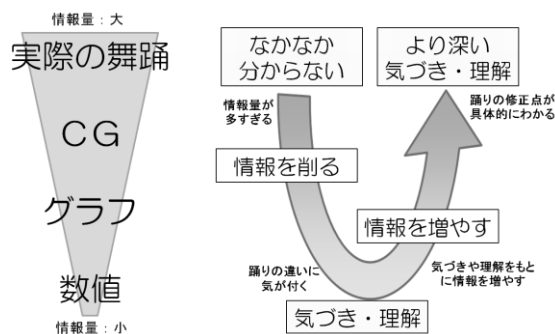 情報量:大
実際の舞踊
CG
グラフ
数値
情報量:小
なかなか
分からない
より深い
気づき・理解
情報量が
多すぎる
踊りの修正点が
具体的にわかる
情報を削る
情報を増やす
踊りの違いに
気が付く
気づきや理解をもと
に情報を増やす
気づき・理解